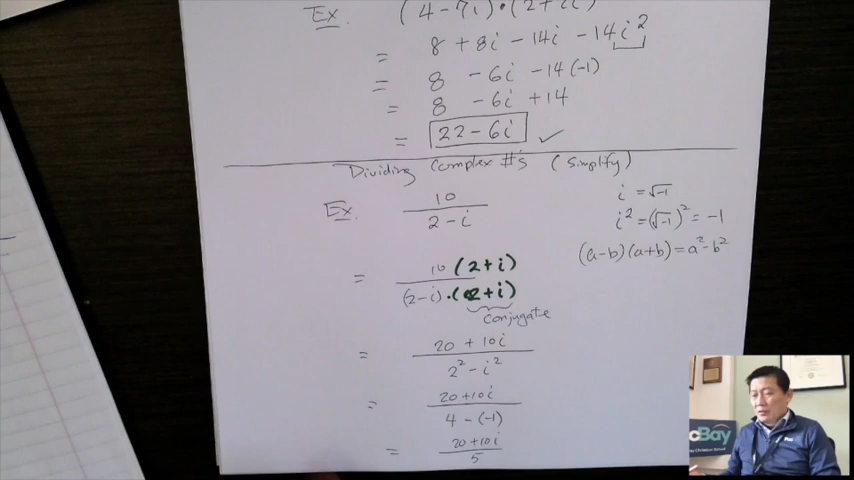 Ex. (4-7i)•(2+2i)
= 8 + 8i - 14i - 14i²
= 8 - 6i - 14(-1)
= 8 - 6i + 14
= 22 - 6i ✓
Dividing Complex #'s (Simplify)
Ex. 10/(2-i)
i = √-1
i² = (√-1)² = -1
(a-b)(a+b) = a² - b²
= 10(2+i)/(2-i)•(2+i)
Conjugate
= 20 + 10i/2² - i²
= 20+10i/4 - (-1)
= 20+10i/5
cBay